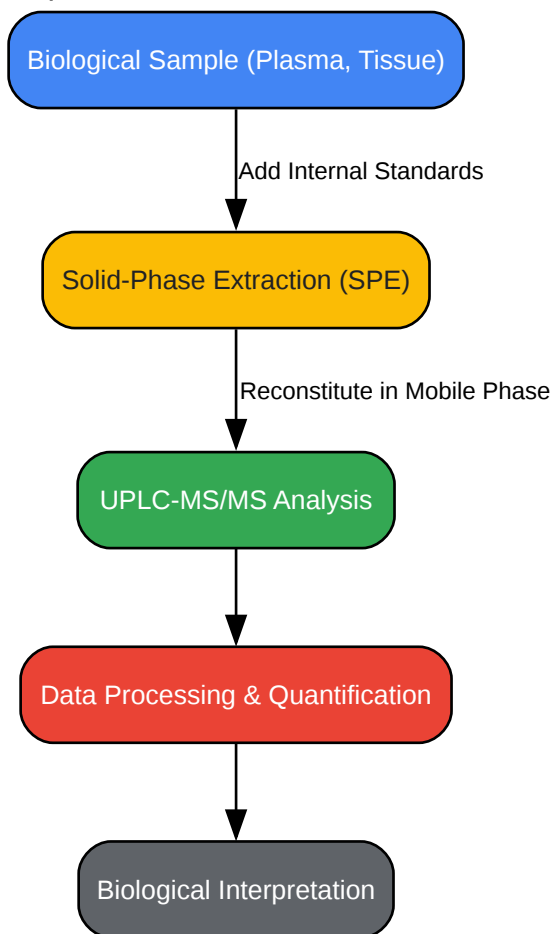 Biological Sample (Plasma, Tissue)
Add Internal Standards
Solid-Phase Extraction (SPE)
Reconstitute in Mobile Phase
UPLC-MS/MS Analysis
Data Processing & Quantification
Biological Interpretation